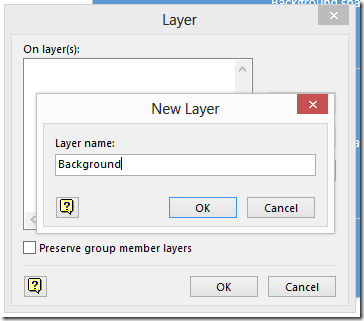 Background sha
Layer
On layer(s):
New Layer
Layer name:
Background
OK Cancel
Preserve group member layers
OK Cancel